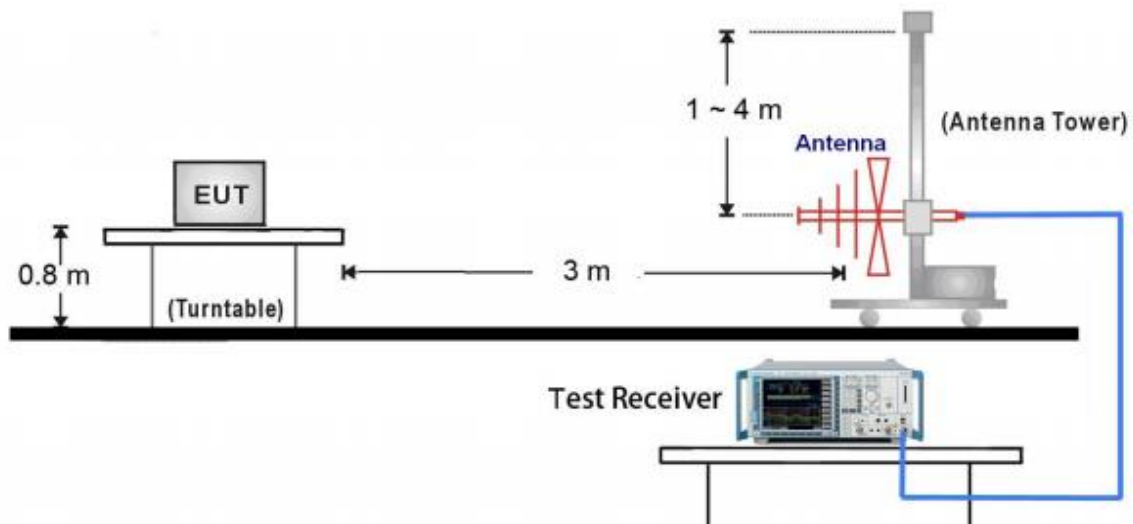 1 ~ 4 m
(Antenna Tower)
Antenna
EUT
0.8 m
3 m
(Turntable)
Test Receiver